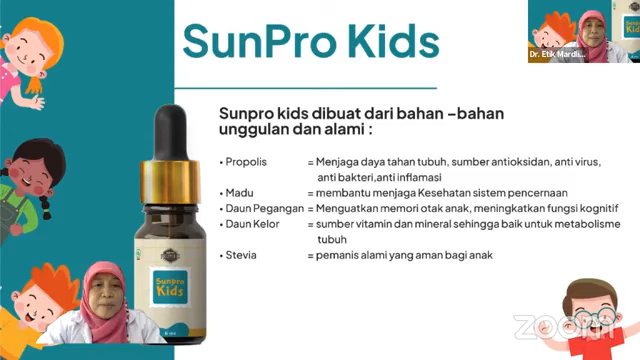 SunPro Kids
Dr. Etik Mardli...
Sunpro kids dibuat dari bahan –bahan
unggulan dan alami :
• Propolis = Menjaga daya tahan tubuh, sumber antioksidan, anti virus,
anti bakteri,anti inflamasi
• Madu = membantu menjaga Kesehatan sistem pencernaan
• Daun Pegangan = Menguatkan memori otak anak, meningkatkan fungsi kognitif
• Daun Kelor = sumber vitamin dan mineral sehingga baik untuk metabolisme
tubuh
• Stevia = pemanis alami yang aman bagi anak
Sunpro
Kids
zoom